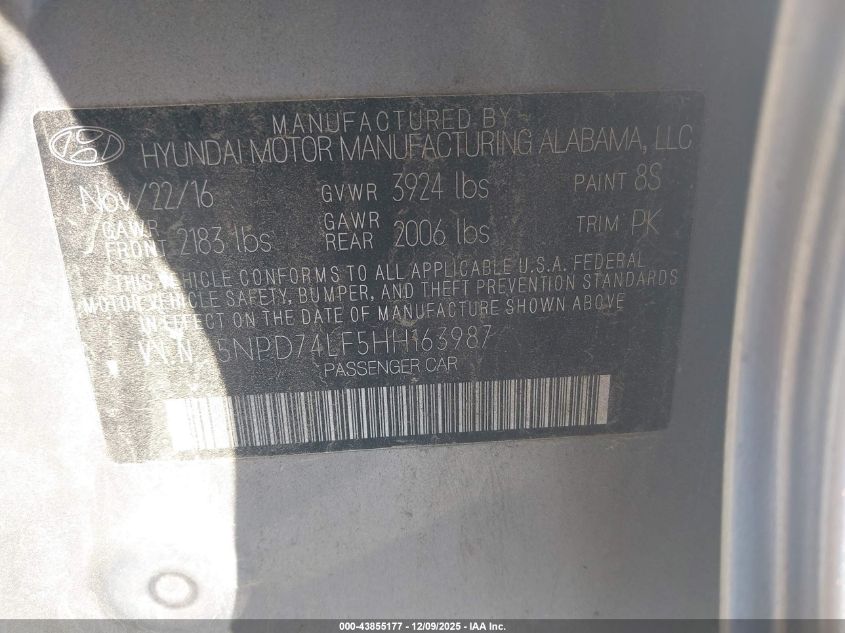 MANUFACTURED BY
HYUNDAI MOTOR MANUFACTURING ALABAMA, LLC
Nov/22/16 GVWR 3924 lbs PAINT 8S
GAWR FRONT 2183 lbs GAWR REAR 2006 lbs TRIM PK
THIS VEHICLE CONFORMS TO ALL APPLICABLE U.S.A. FEDERAL
MOTOR VEHICLE SAFETY, BUMPER, AND THEFT PREVENTION STANDARDS
IN EFFECT ON THE DATE OF MANUFACTURE SHOWN ABOVE
V.I.N. 5NPD74LF5HH163987
PASSENGER CAR
000-43855177 - 12/09/2025 - IAA Inc.